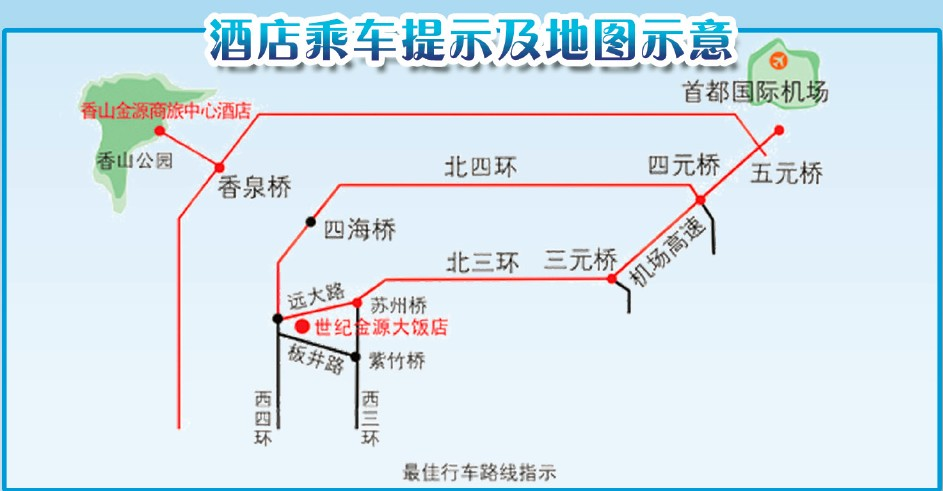 酒店乘车提示及地图示意
首都国际机场
香山金源商旅中心酒店
香山公园
香泉桥
北四环
四元桥
五元桥
四海桥
机场高速
北三环
三元桥
远大路
苏州桥
世纪金源大饭店
板井路
紫竹桥
西四环
西三环
最佳行车路线指示